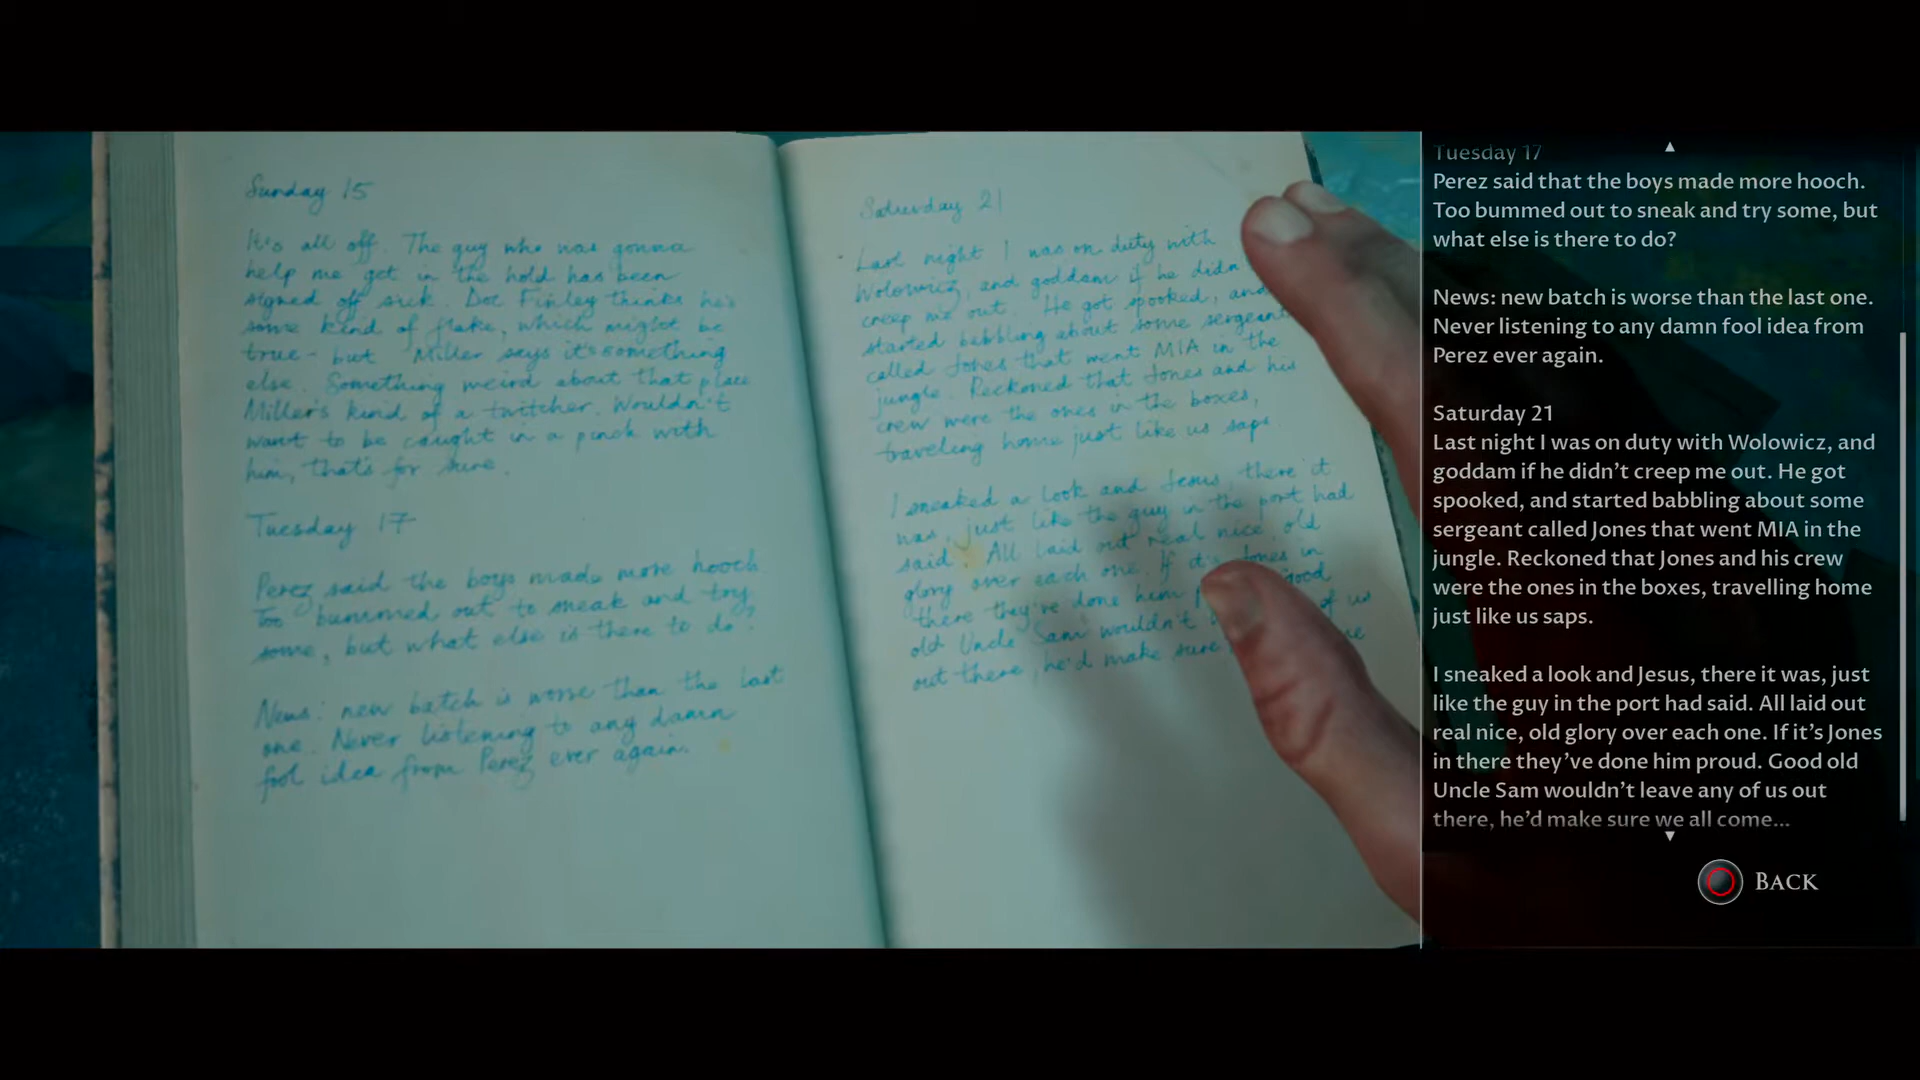 Sunday 15
It's all off. The guy who was gonna
help me get in the hold has been
signed off sick. Doc Finley thinks he's
some kind of flake, which might be
true - but Miller says it's something
else. Something weird about that place
Miller's kind of a twitcher. Wouldn't
want to be caught in a pinch with
him, that's for sure.
Tuesday 17
Perez said the boys made more hooch
Too bummed out to sneak and try
some, but what else is there to do?
News: new batch is worse than the last
one. Never listening to any damn
fool idea from Perez ever again.
Saturday 21
Last night I was on duty with
Wolowicz, and goddam if he didn
creep me out. He got spooked, and
started babbling about some sergeant
called Jones that went MIA in the
jungle. Reckoned that Jones and his
crew were the ones in the boxes,
traveling home just like us saps
I sneaked a look and Jesus, there it
was, just like the guy in the port had
said. All laid out real nice, old
glory over each one. If it's Jones in
there they've done him good
old Uncle Sam wouldn't of us
out there, he'd make sure
Tuesday 17
Perez said that the boys made more hooch.
Too bummed out to sneak and try some, but
what else is there to do?
News: new batch is worse than the last one.
Never listening to any damn fool idea from
Perez ever again.
Saturday 21
Last night I was on duty with Wolowicz, and
goddam if he didn't creep me out. He got
spooked, and started babbling about some
sergeant called Jones that went MIA in the
jungle. Reckoned that Jones and his crew
were the ones in the boxes, travelling home
just like us saps.
I sneaked a look and Jesus, there it was, just
like the guy in the port had said. All laid out
real nice, old glory over each one. If it's Jones
in there they've done him proud. Good old
Uncle Sam wouldn't leave any of us out
there, he'd make sure we all come...
BACK